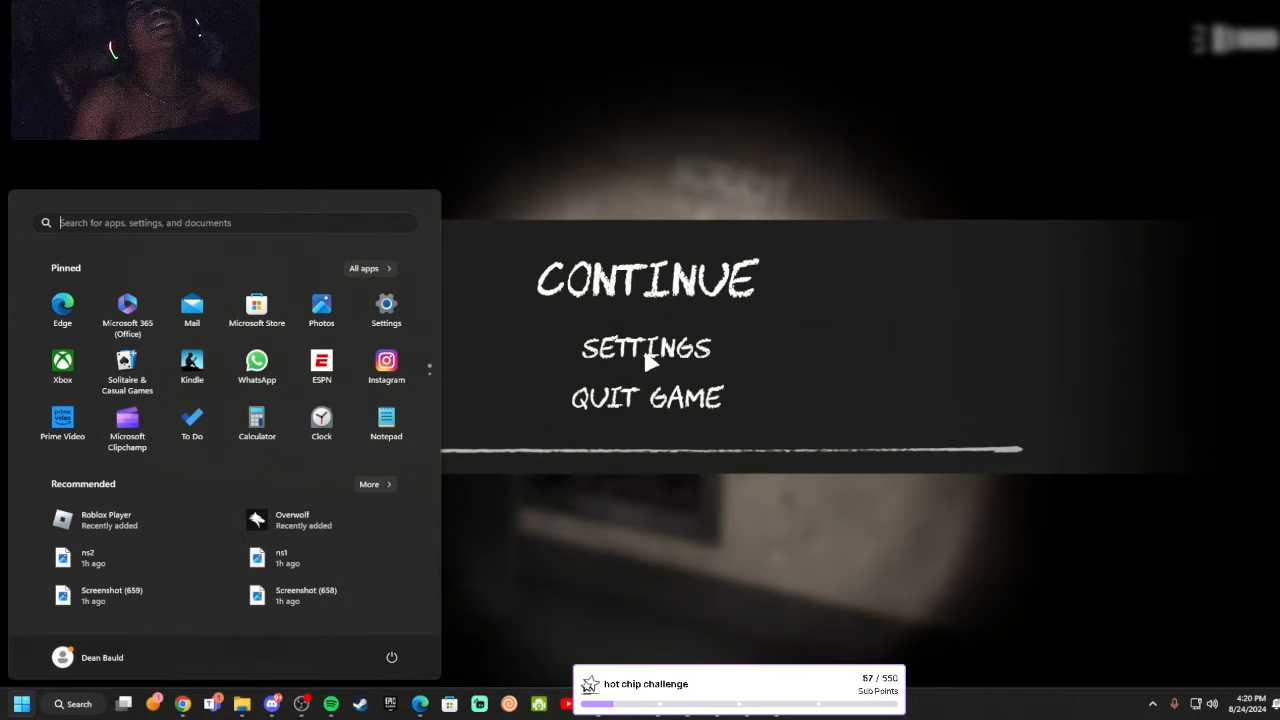 Search for apps, settings, and documents
Pinned
All apps >
Edge
Microsoft 365
(Office)
Mail
Microsoft Store
Photos
Settings
Xbox
Solitaire &
Casual Games
Kindle
WhatsApp
ESPN
Instagram
Prime Video
Microsoft
Clipchamp
To Do
Calculator
Clock
Notepad
Recommended
More >
Roblox Player
Recently added
Overwolf
Recently added
ns2
1h ago
ns1
1h ago
Screenshot (659)
1h ago
Screenshot (658)
1h ago
Dean Bauld
CONTINUE
SETTINGS
QUIT GAME
hot chip challenge
57 / 550
Sub Points
Search
4:20 PM
8/24/2024